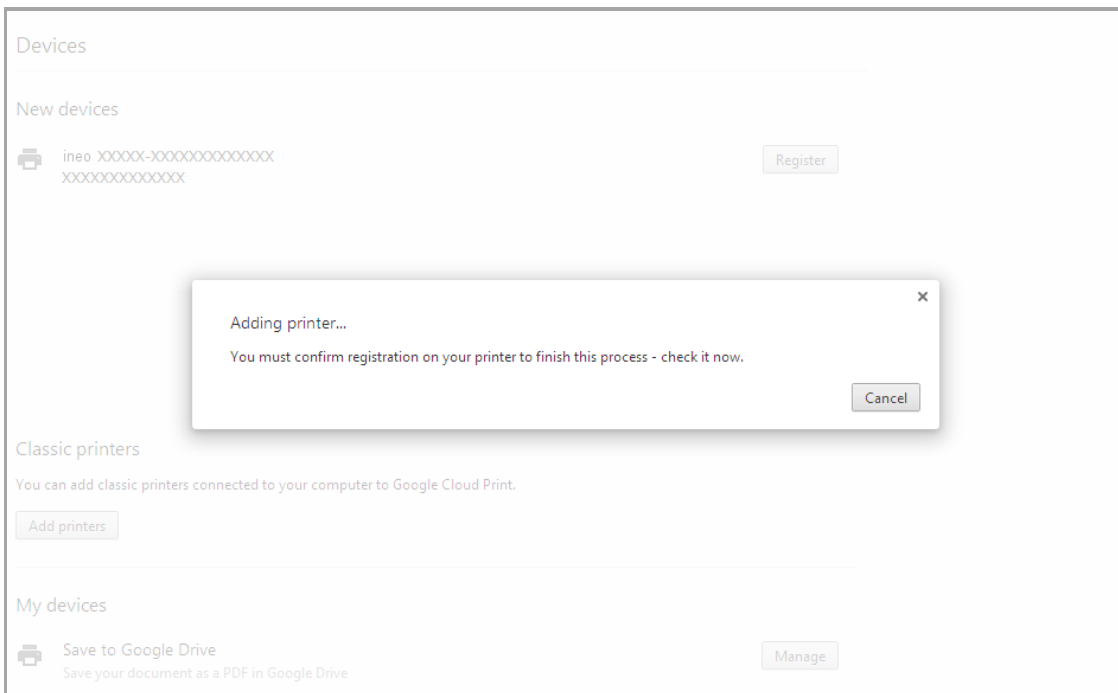 Devices
New devices
ineo XXXXX-XXXXXXXXXXXXX
XXXXXXXXXXXXX
Register
×
Adding printer...
You must confirm registration on your printer to finish this process - check it now.
Cancel
Classic printers
You can add classic printers connected to your computer to Google Cloud Print.
Add printers
My devices
Save to Google Drive
Save your document as a PDF in Google Drive
Manage